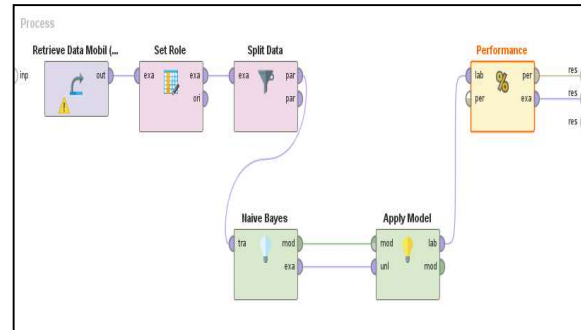 Process
Retrieve Data Mobil (...
Set Role
Split Data
Performance
inp
out
exa
exa
ori
exa
par
par
lab
per
per
exa
res
res
res
Naive Bayes
Apply Model
tra
mod
exa
mod
unl
lab
mod